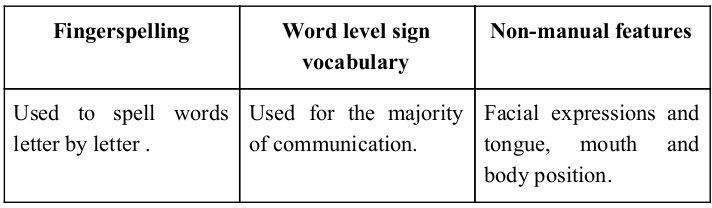 Fingerspelling
Word level sign
vocabulary
Non-manual features
Used to spell words
letter by letter .
Used for the majority
of communication.
Facial expressions and
tongue, mouth and
body position.